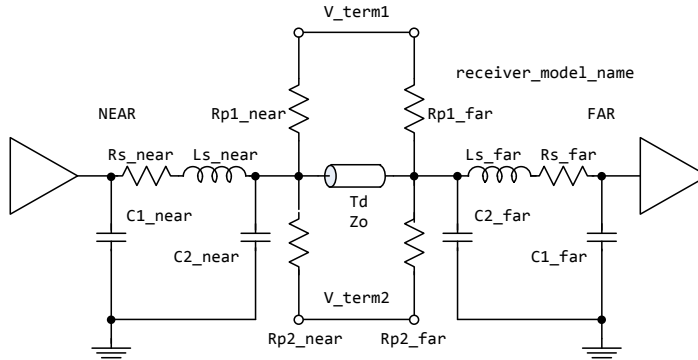 V_term1
receiver_model_name
NEAR
Rp1_near
Rp1_far
FAR
Rs_near
Ls_near
Ls_far
Rs_far
Td
Zo
C1_near
C2_far
C2_near
C1_far
V_term2
Rp2_near
Rp2_far